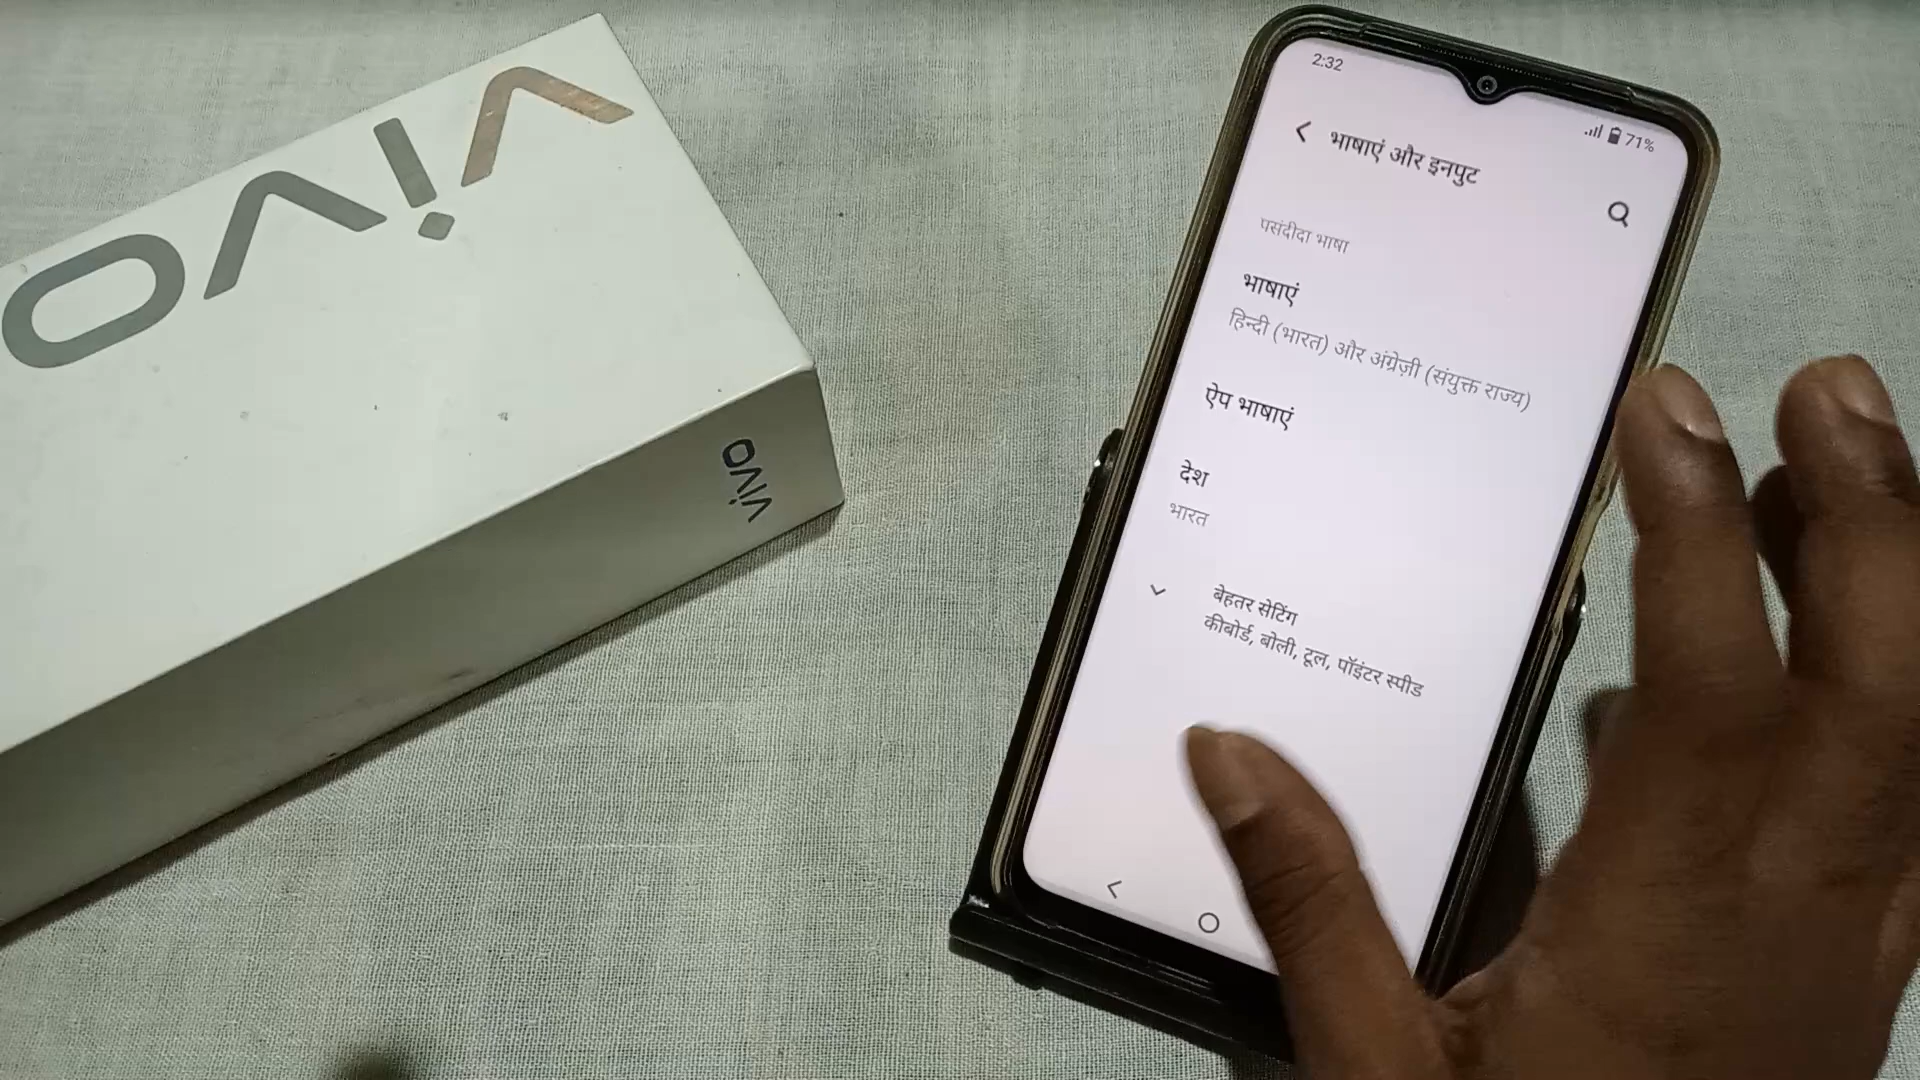 vivo
vivo
2:32
71%
भाषाएं और इनपुट
पसंदीदा भाषा
भाषाएं
हिन्दी (भारत) और अंग्रेज़ी (संयुक्त राज्य)
ऐप भाषाएं
देश
भारत
बेहतर सेटिंग
कीबोर्ड, बोली, टूल, पॉइंटर स्पीड